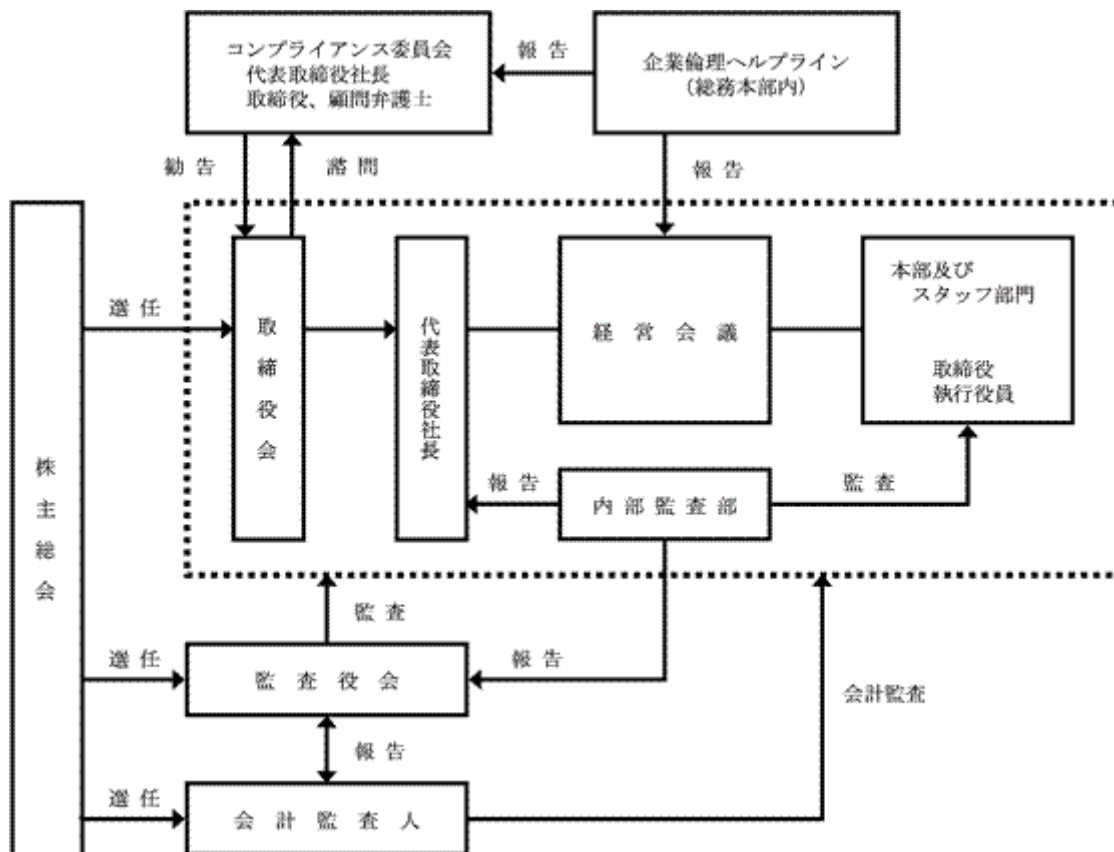 コンプライアンス委員会
代表取締役社長
取締役、顧問弁護士
報告
企業倫理ヘルプライン
(総務本部内)
勧告
諮問
報告
株主総会
選任
取締役会
代表取締役社長
経営会議
本部及び
スタッフ部門
取締役
執行役員
報告
内部監査部
監査
監査
選任
監査役会
報告
会計監査
報告
選任
会計監査人